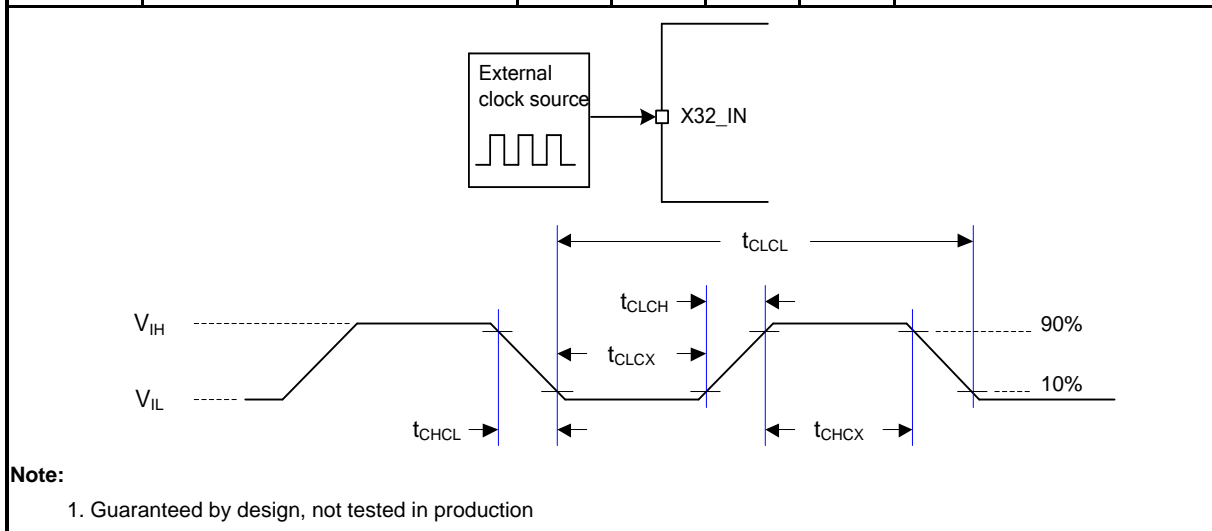 External
clock source
X32_IN
tCLCL
tCLCH
VIH
90%
tCLCX
VIL
10%
tCHCL
tCHCX
Note:
1. Guaranteed by design, not tested in production